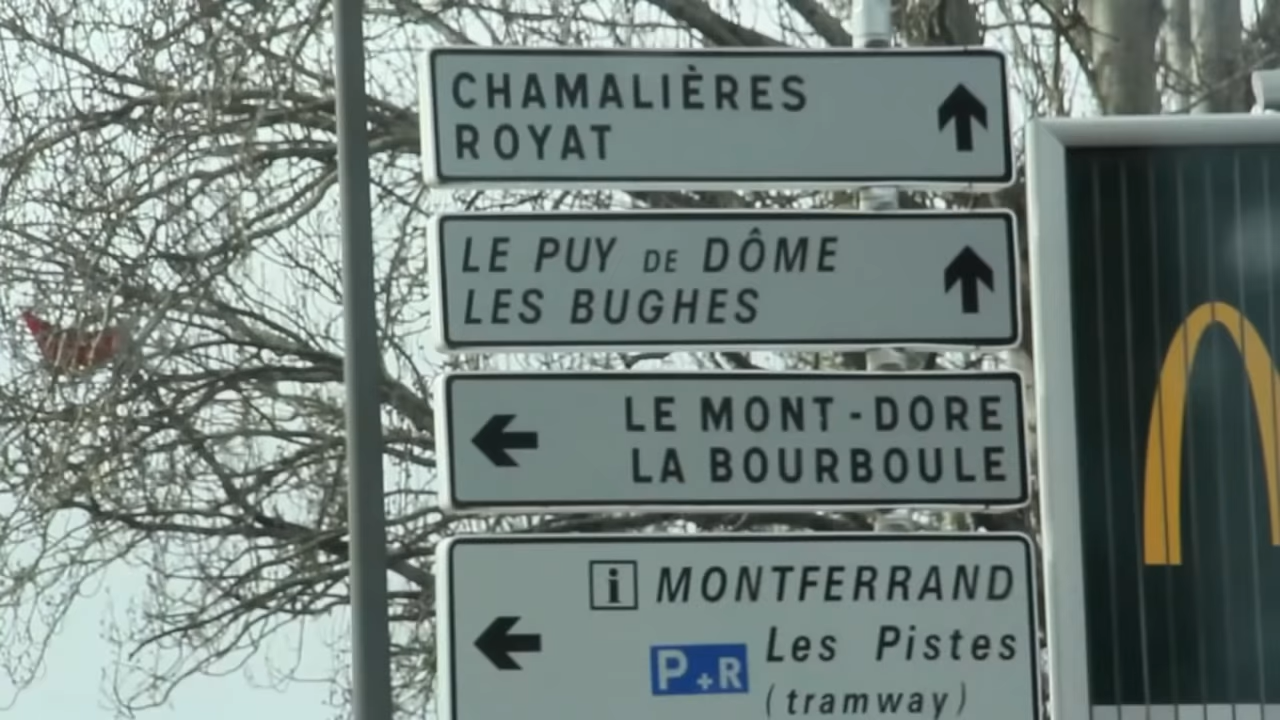 CHAMALIÈRES
ROYAT
LE PUY DE DÔME
LES BUGHES
LE MONT-DORE
LA BOURBOULE
i MONTFERRAND
P+R Les Pistes
(tramway)